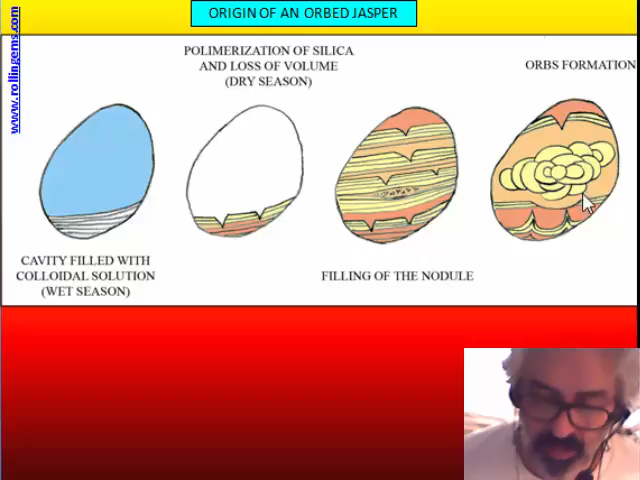 ORIGIN OF AN ORBED JASPER
www.rollingems.com
POLIMERIZATION OF SILICA
AND LOSS OF VOLUME
(DRY SEASON)
ORBS FORMATION
CAVITY FILLED WITH
COLLOIDAL SOLUTION
(WET SEASON)
FILLING OF THE NODULE